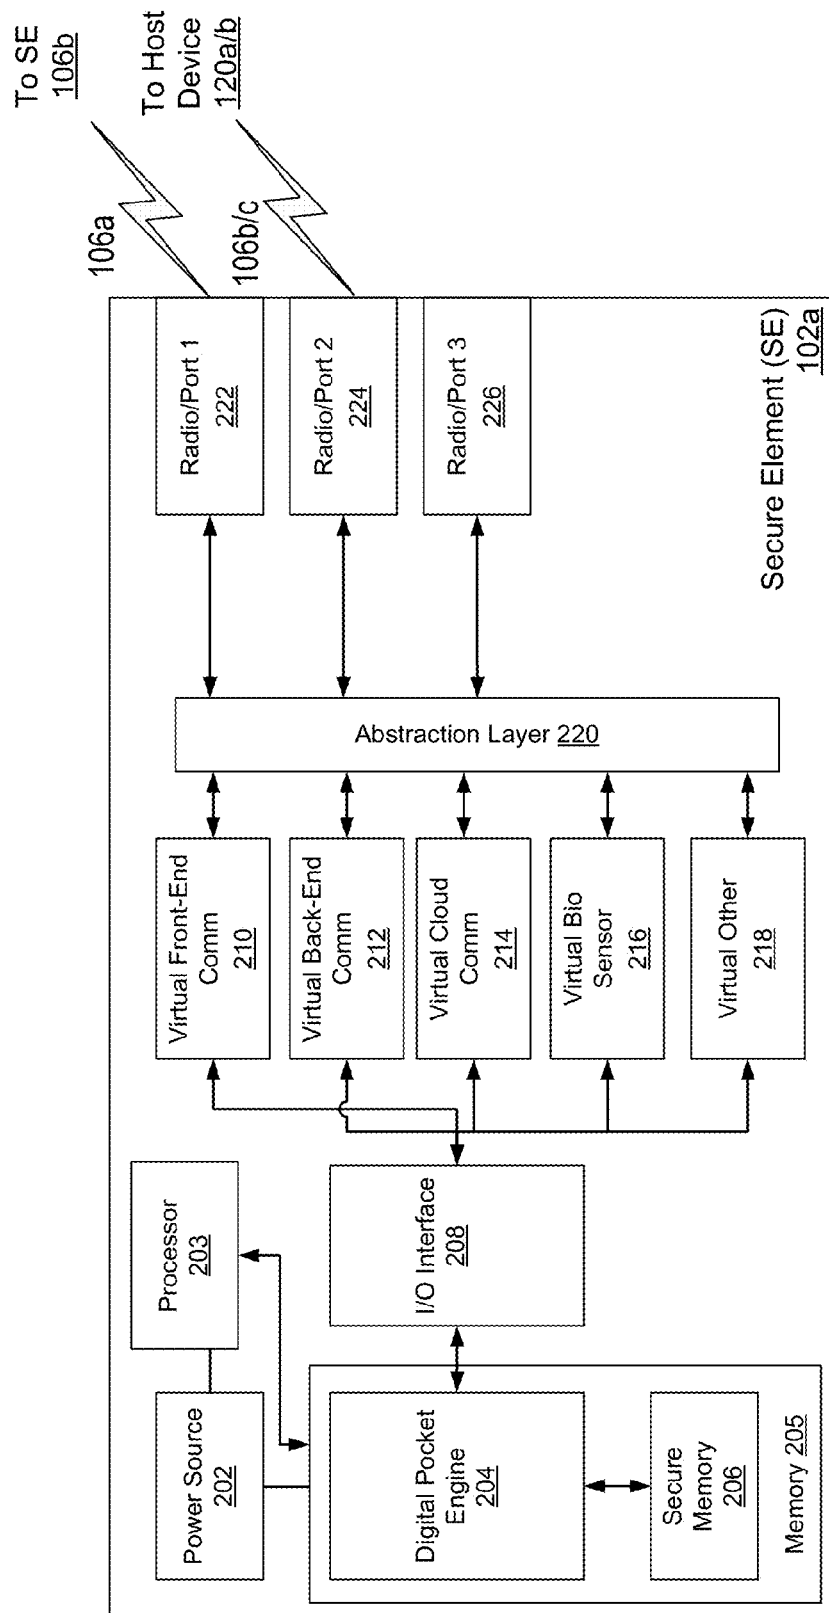 To SE
106b
To Host
Device
120a/b
106a
106b/c
Radio/Port 1
222
Radio/Port 2
224
Radio/Port 3
226
Secure Element (SE)
102a
Abstraction Layer 220
Virtual Front-End
Comm
210
Virtual Back-End
Comm
212
Virtual Cloud
Comm
214
Virtual Bio
Sensor
216
Virtual Other
218
Processor
203
I/O Interface
208
Power Source
202
Digital Pocket
Engine
204
Secure
Memory
206
Memory 205